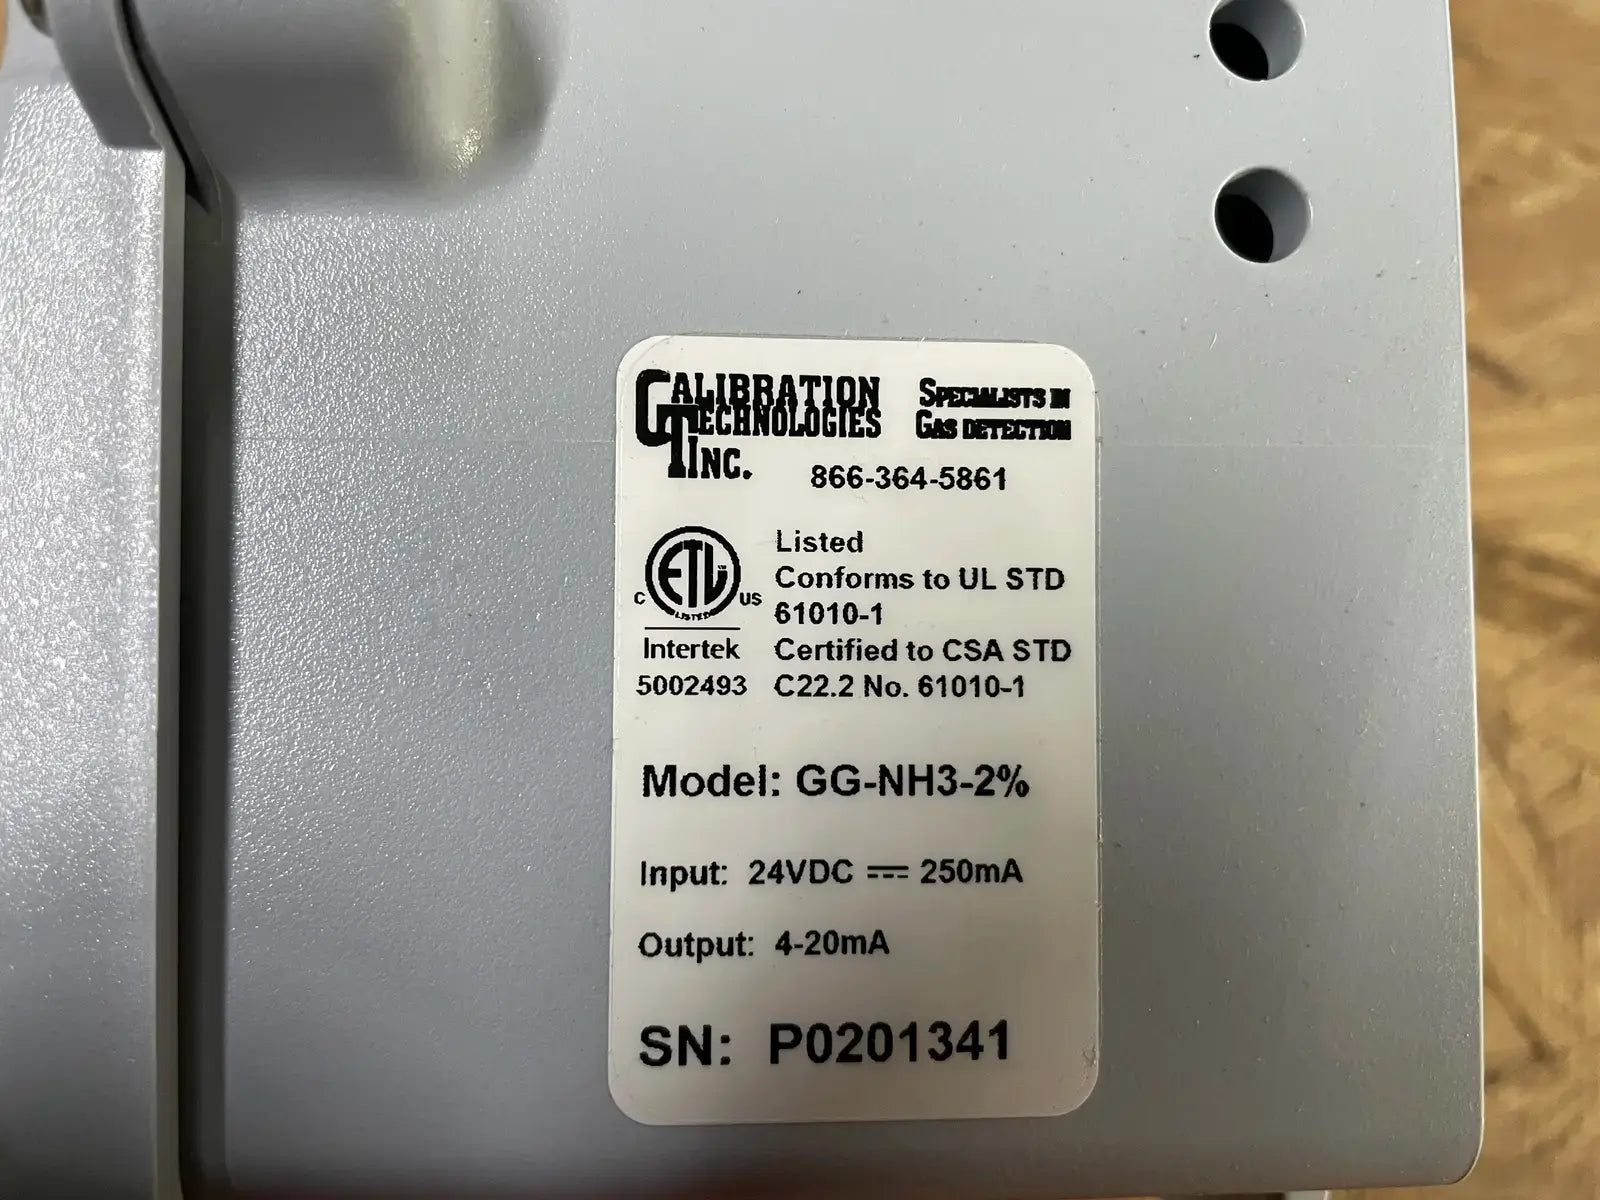 CALIBRATION
TECHNOLOGIES
INC.
SPECIALISTS IN
GAS DETECTION
866-364-5861
ETL
LISTED
C US
Intertek
5002493
Listed
Conforms to UL STD
61010-1
Certified to CSA STD
C22.2 No. 61010-1
Model: GG-NH3-2%
Input: 24VDC ⎓ 250mA
Output: 4-20mA
SN: P0201341